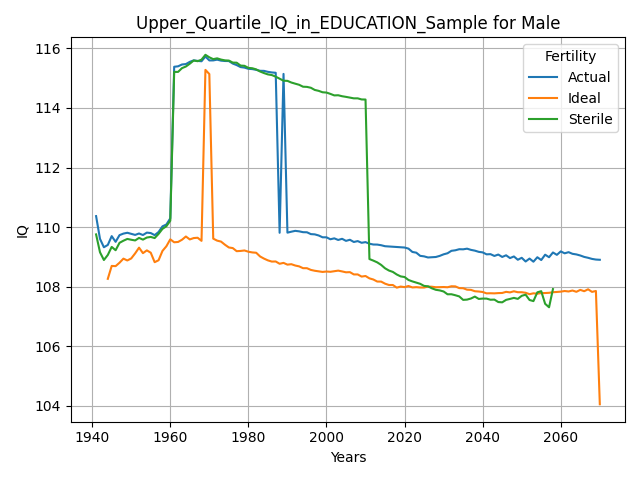 Upper_Quartile_IQ_in_EDUCATION_Sample for Male
Fertility
Actual
Ideal
Sterile
IQ
116
114
112
110
108
106
104
1940 1960 1980 2000 2020 2040 2060
Years